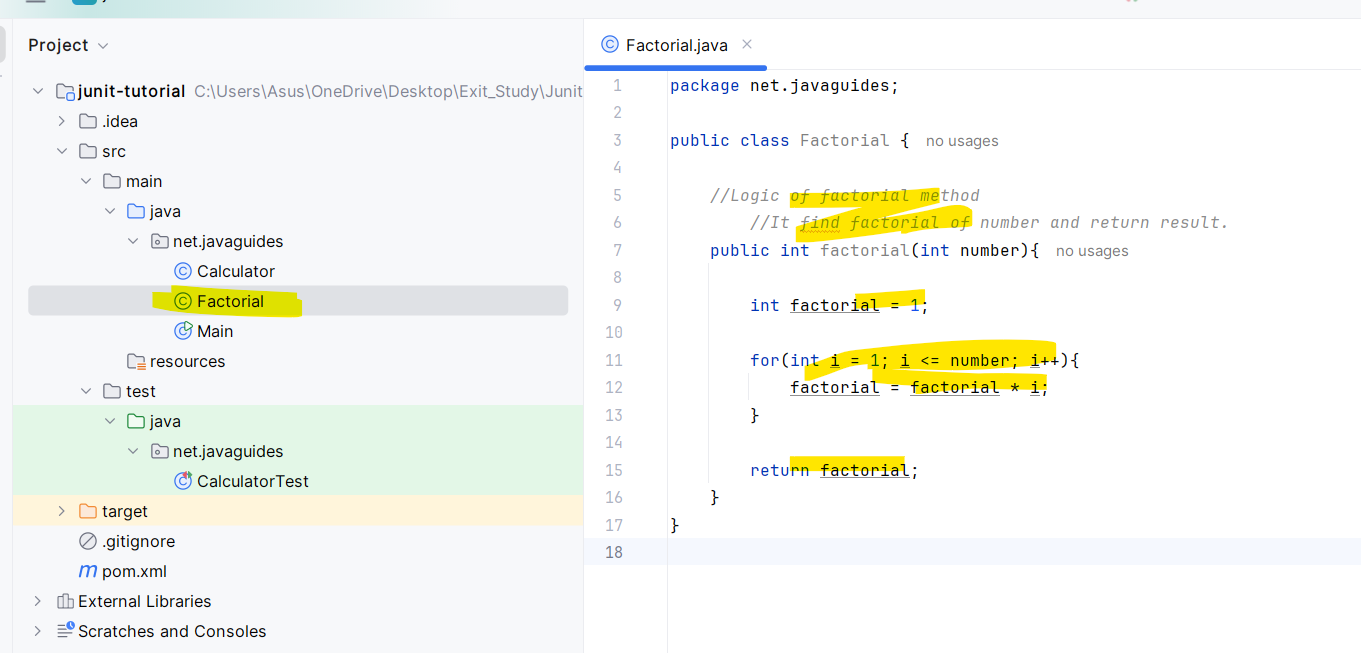 Project
junit-tutorial C:\Users\Asus\OneDrive\Desktop\Exit_Study\Junit
.idea
src
main
java
net.javaguides
Calculator
Factorial
Main
resources
test
java
net.javaguides
CalculatorTest
target
.gitignore
pom.xml
External Libraries
Scratches and Consoles
Factorial.java
1 package net.javaguides;
2
3 public class Factorial { no usages
4
5 //Logic of factorial method
6 //It find factorial of number and return result.
7 public int factorial(int number){ no usages
8
9 int factorial = 1;
10
11 for(int i = 1; i <= number; i++){
12 factorial = factorial * i;
13 }
14
15 return factorial;
16 }
17 }
18